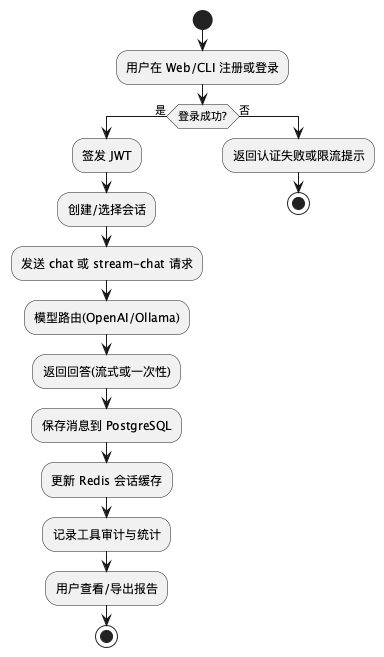 用户在 Web/CLI 注册或登录
是
登录成功?
否
签发 JWT
返回认证失败或限流提示
创建/选择会话
发送 chat 或 stream-chat 请求
模型路由(OpenAI/Ollama)
返回回答(流式或一次性)
保存消息到 PostgreSQL
更新 Redis 会话缓存
记录工具审计与统计
用户查看/导出报告